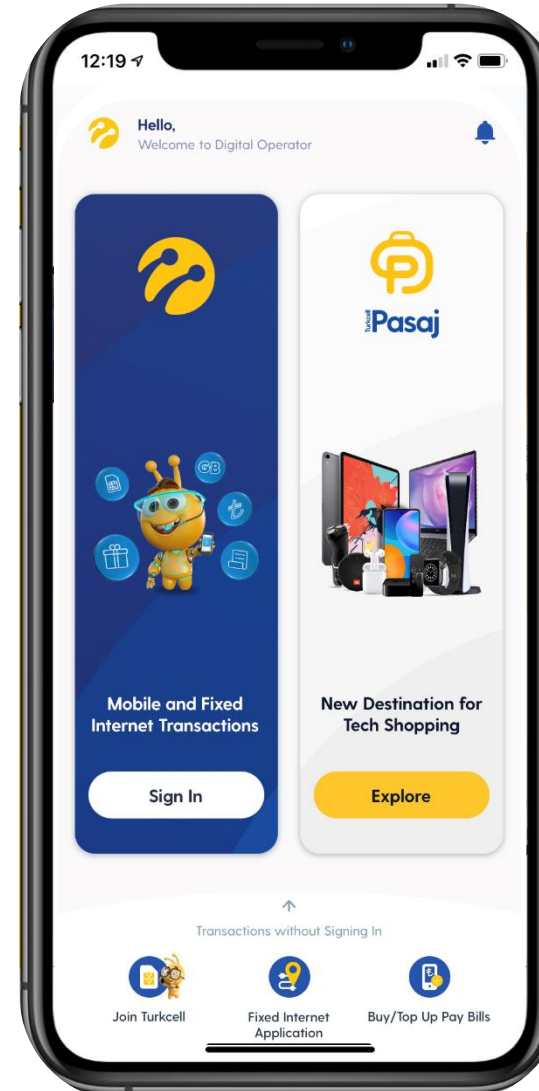 12:19
Hello,
Welcome to Digital Operator
Turkcell
Pasaj
GB
Mobile and Fixed
Internet Transactions
New Destination for
Tech Shopping
Sign In
Explore
Transactions without Signing In
Join Turkcell
Fixed Internet
Application
Buy/Top Up Pay Bills